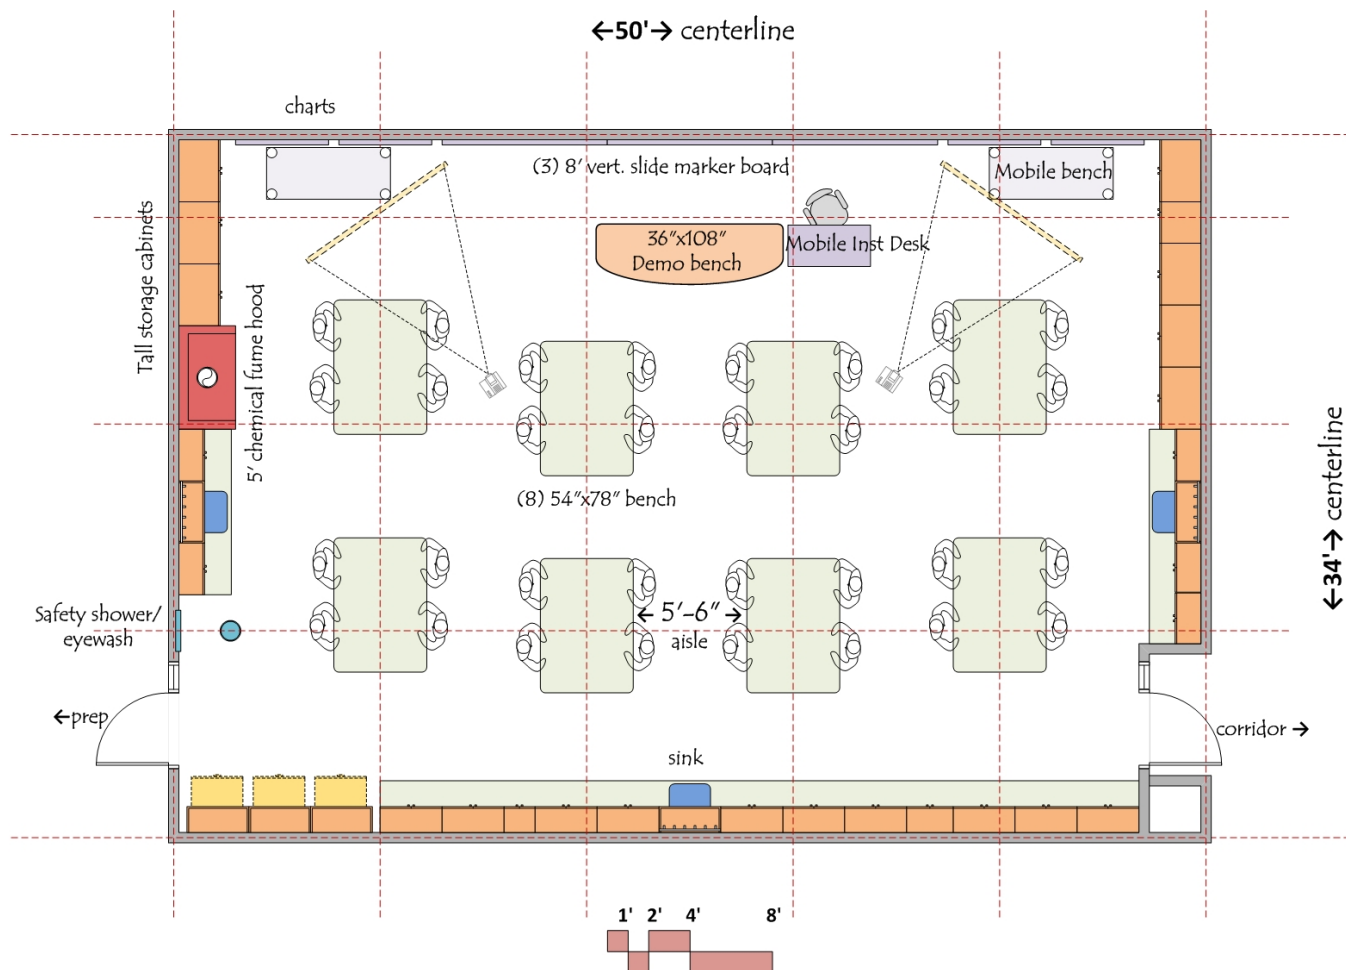 ←50'→ centerline
charts
(3) 8' vert. slide marker board
Mobile bench
36"x108"
Demo bench
Mobile Inst Desk
Tall storage cabinets
5' chemical fume hood
(8) 54"x78" bench
←34'→ centerline
Safety shower/
eyewash
← 5'-6" →
aisle
←prep
corridor →
sink
1' 2' 4' 8'